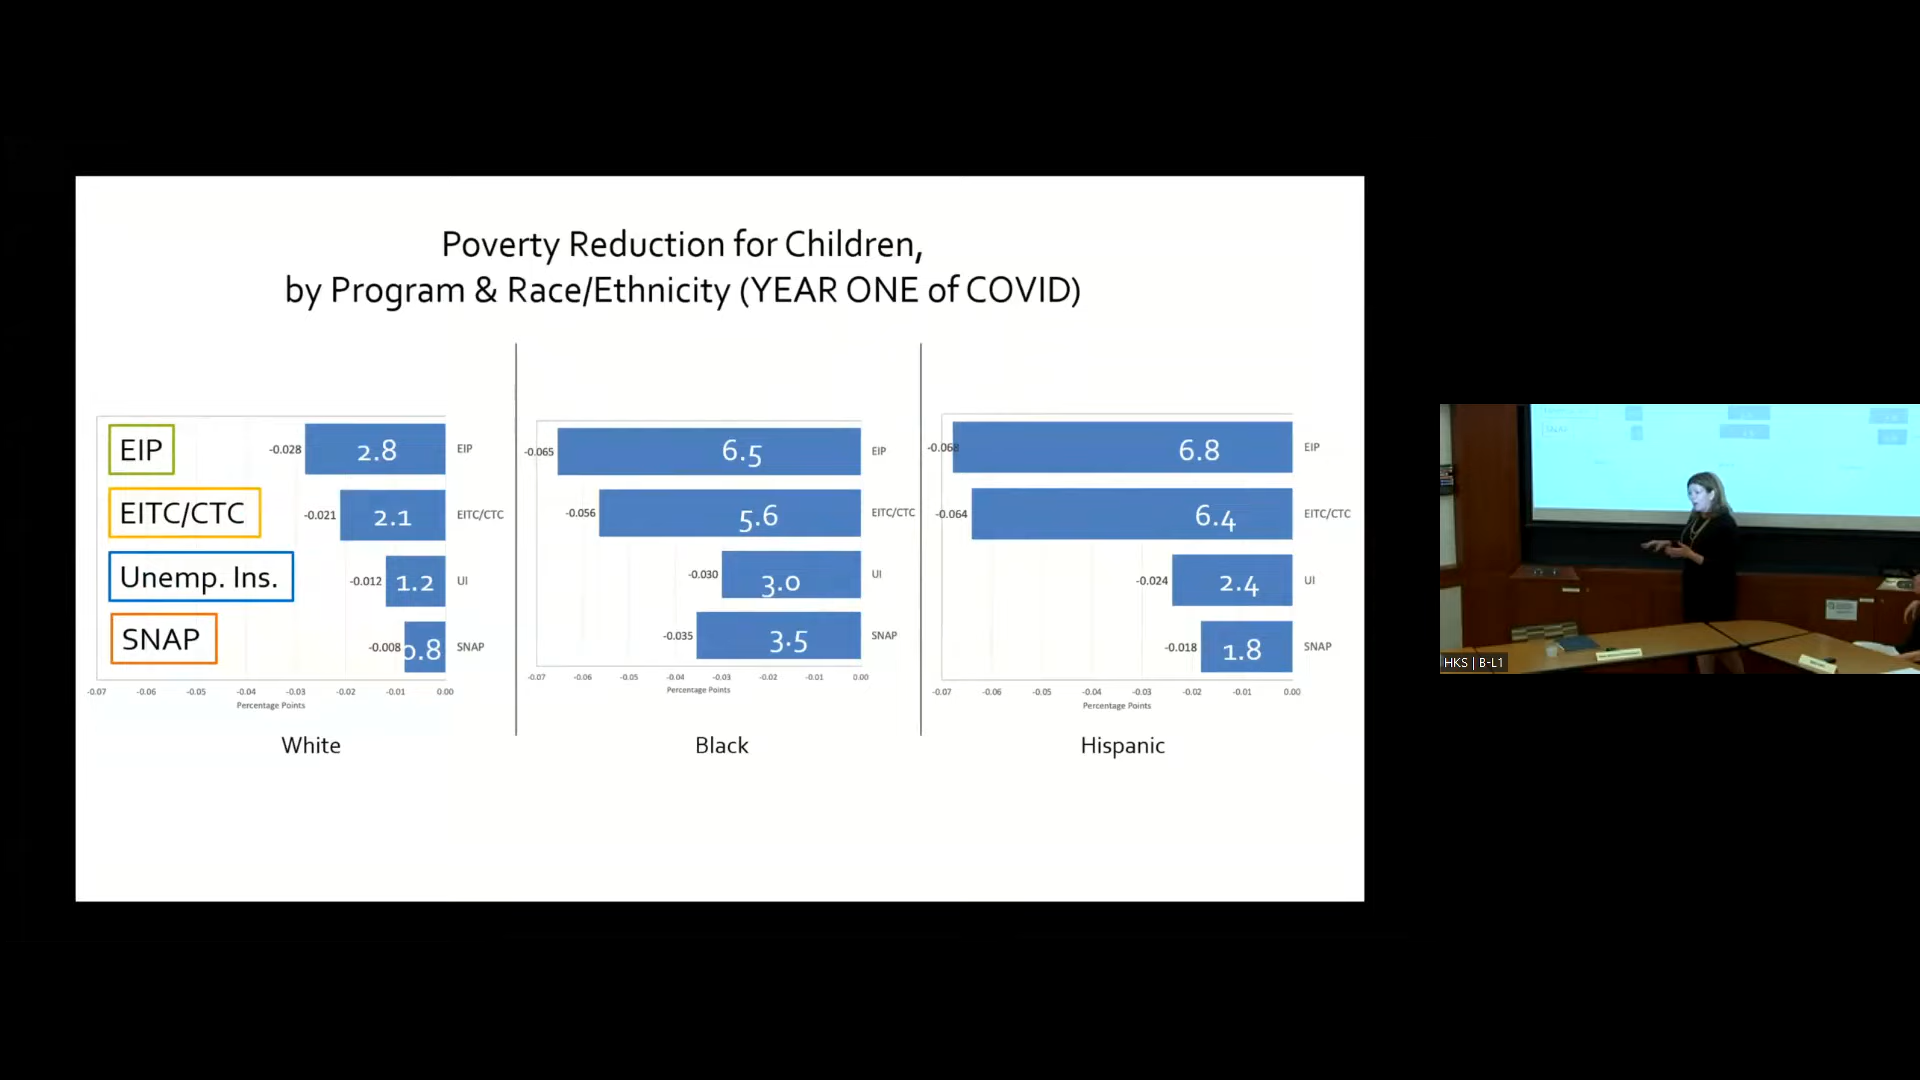 Poverty Reduction for Children,
by Program & Race/Ethnicity (YEAR ONE of COVID)
EIP
-0.028
2.8
EIP
EITC/CTC
-0.021
2.1
EITC/CTC
Unemp. Ins.
-0.012
1.2
UI
SNAP
-0.008
0.8
SNAP
-0.07 -0.06 -0.05 -0.04 -0.03 -0.02 -0.01 0.00
Percentage Points
White
-0.065
6.5
EIP
-0.056
5.6
EITC/CTC
-0.030
3.0
UI
-0.035
3.5
SNAP
-0.07 -0.06 -0.05 -0.04 -0.03 -0.02 -0.01 0.00
Percentage Points
Black
-0.068
6.8
EIP
-0.064
6.4
EITC/CTC
-0.024
2.4
UI
-0.018
1.8
SNAP
-0.07 -0.06 -0.05 -0.04 -0.03 -0.02 -0.01 0.00
Percentage Points
Hispanic
HKS | B-L1